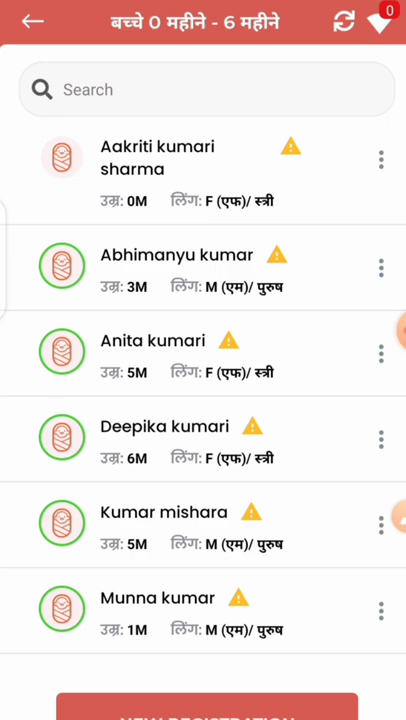 बच्चे 0 महीने - 6 महीने
0
Search
Aakriti kumari
sharma
उम्र: 0M लिंग: F (एफ)/ स्त्री
Abhimanyu kumar
उम्र: 3M लिंग: M (एम)/ पुरुष
Anita kumari
उम्र: 5M लिंग: F (एफ)/ स्त्री
Deepika kumari
उम्र: 6M लिंग: F (एफ)/ स्त्री
Kumar mishara
उम्र: 5M लिंग: M (एम)/ पुरुष
Munna kumar
उम्र: 1M लिंग: M (एम)/ पुरुष
NEW REGISTRATION